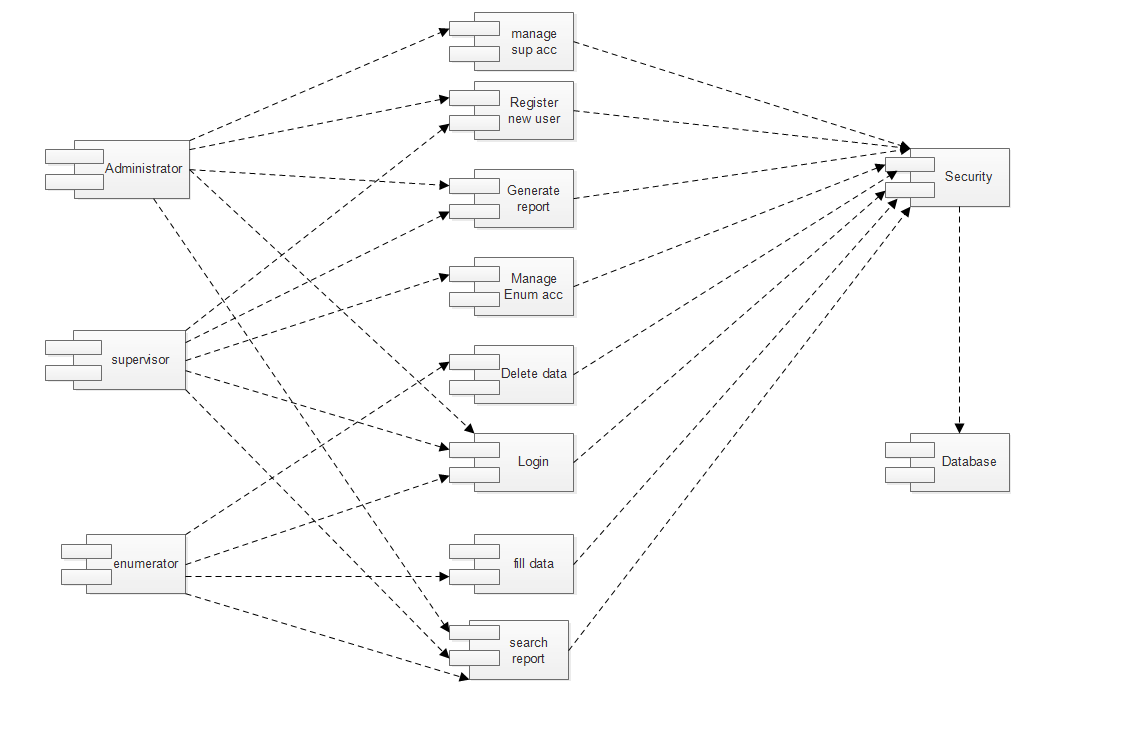 manage
sup acc
Register
new user
Administrator
Generate
report
Security
Manage
Enum acc
supervisor
Delete data
Login
Database
enumerator
fill data
search
report